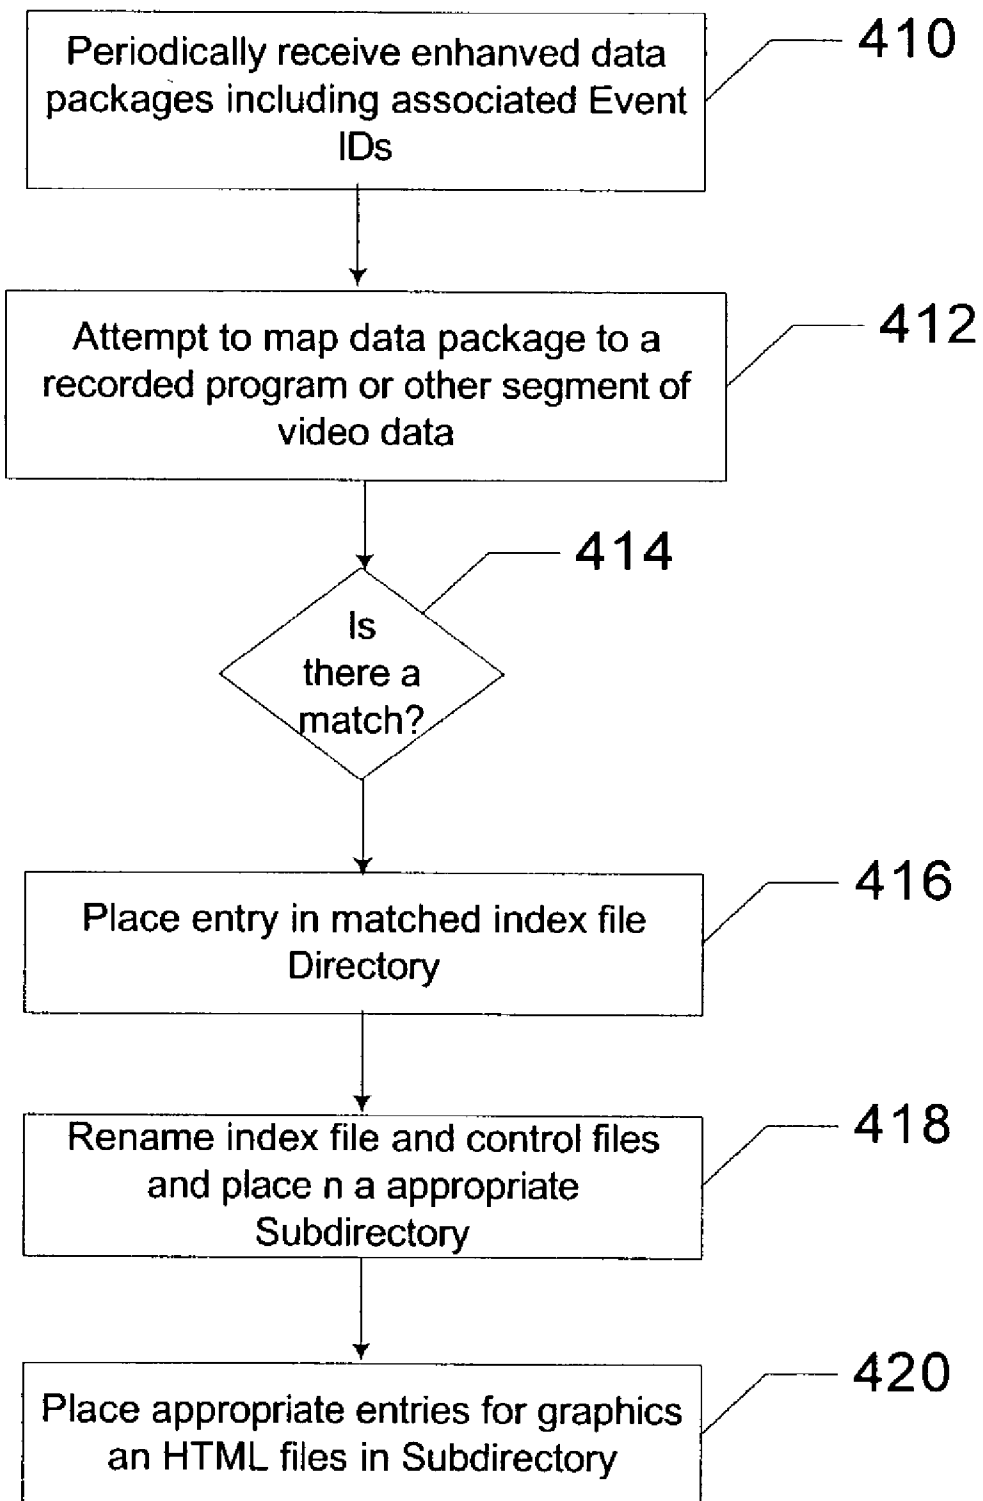 Periodically receive enhanved data
packages including associated Event
IDs
410
Attempt to map data package to a
recorded program or other segment of
video data
412
Is
there a
match?
414
Place entry in matched index file
Directory
416
Rename index file and control files
and place n a appropriate
Subdirectory
418
Place appropriate entries for graphics
an HTML files in Subdirectory
420